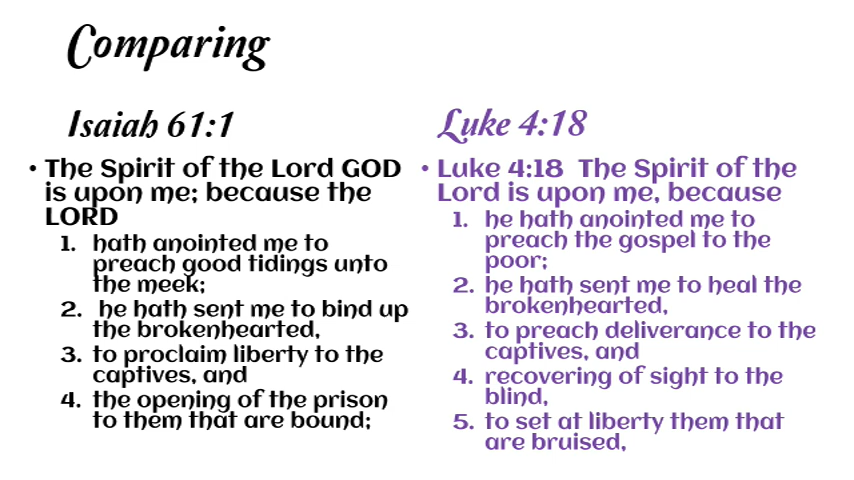 Comparing
Isaiah 61:1
• The Spirit of the Lord GOD
is upon me; because the
LORD
1. hath anointed me to
preach good tidings unto
the meek;
2. he hath sent me to bind up
the brokenhearted,
3. to proclaim liberty to the
captives, and
4. the opening of the prison
to them that are bound;
Luke 4:18
• Luke 4:18 The Spirit of the
Lord is upon me, because
1. he hath anointed me to
preach the gospel to the
poor;
2. he hath sent me to heal the
brokenhearted,
3. to preach deliverance to the
captives, and
4. recovering of sight to the
blind,
5. to set at liberty them that
are bruised,